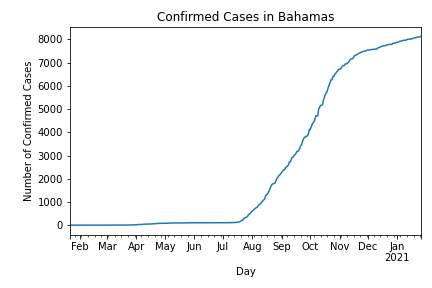 Confirmed Cases in Bahamas
Number of Confirmed Cases
8000
7000
6000
5000
4000
3000
2000
1000
0
Feb Mar Apr May Jun Jul Aug Sep Oct Nov Dec Jan
2021
Day